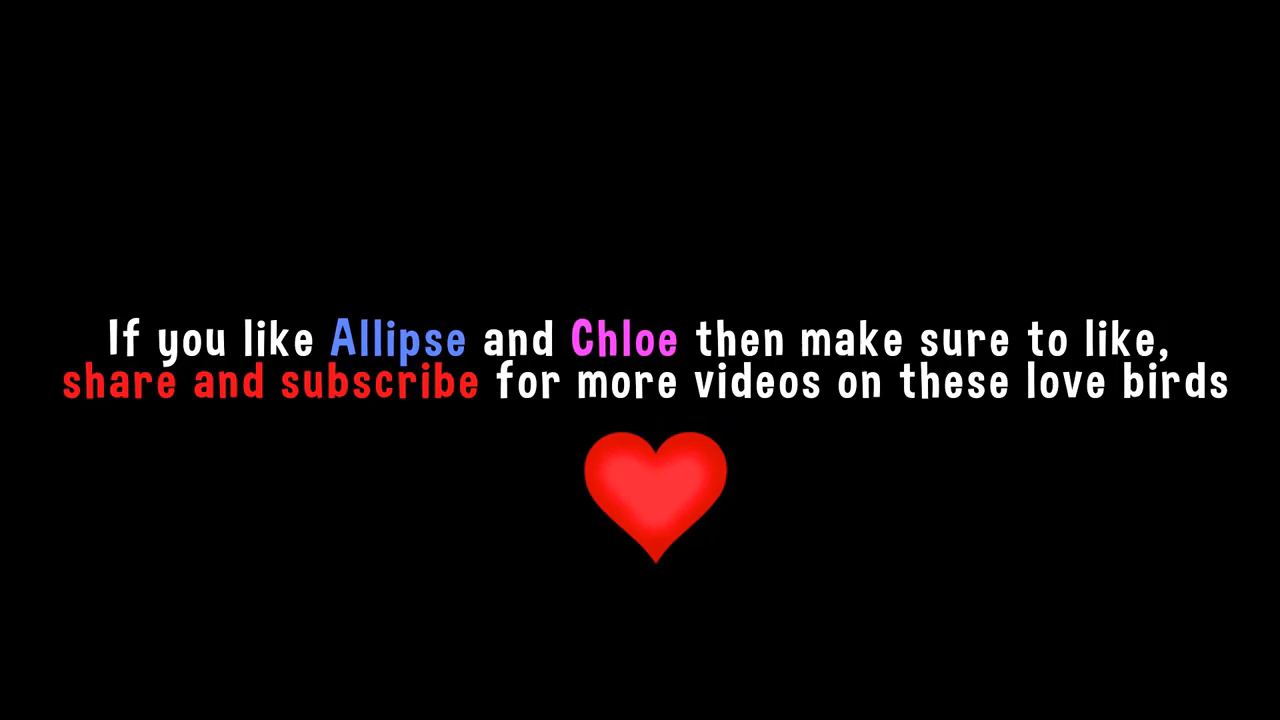 If you like Allipse and Chloe then make sure to like,
share and subscribe for more videos on these love birds